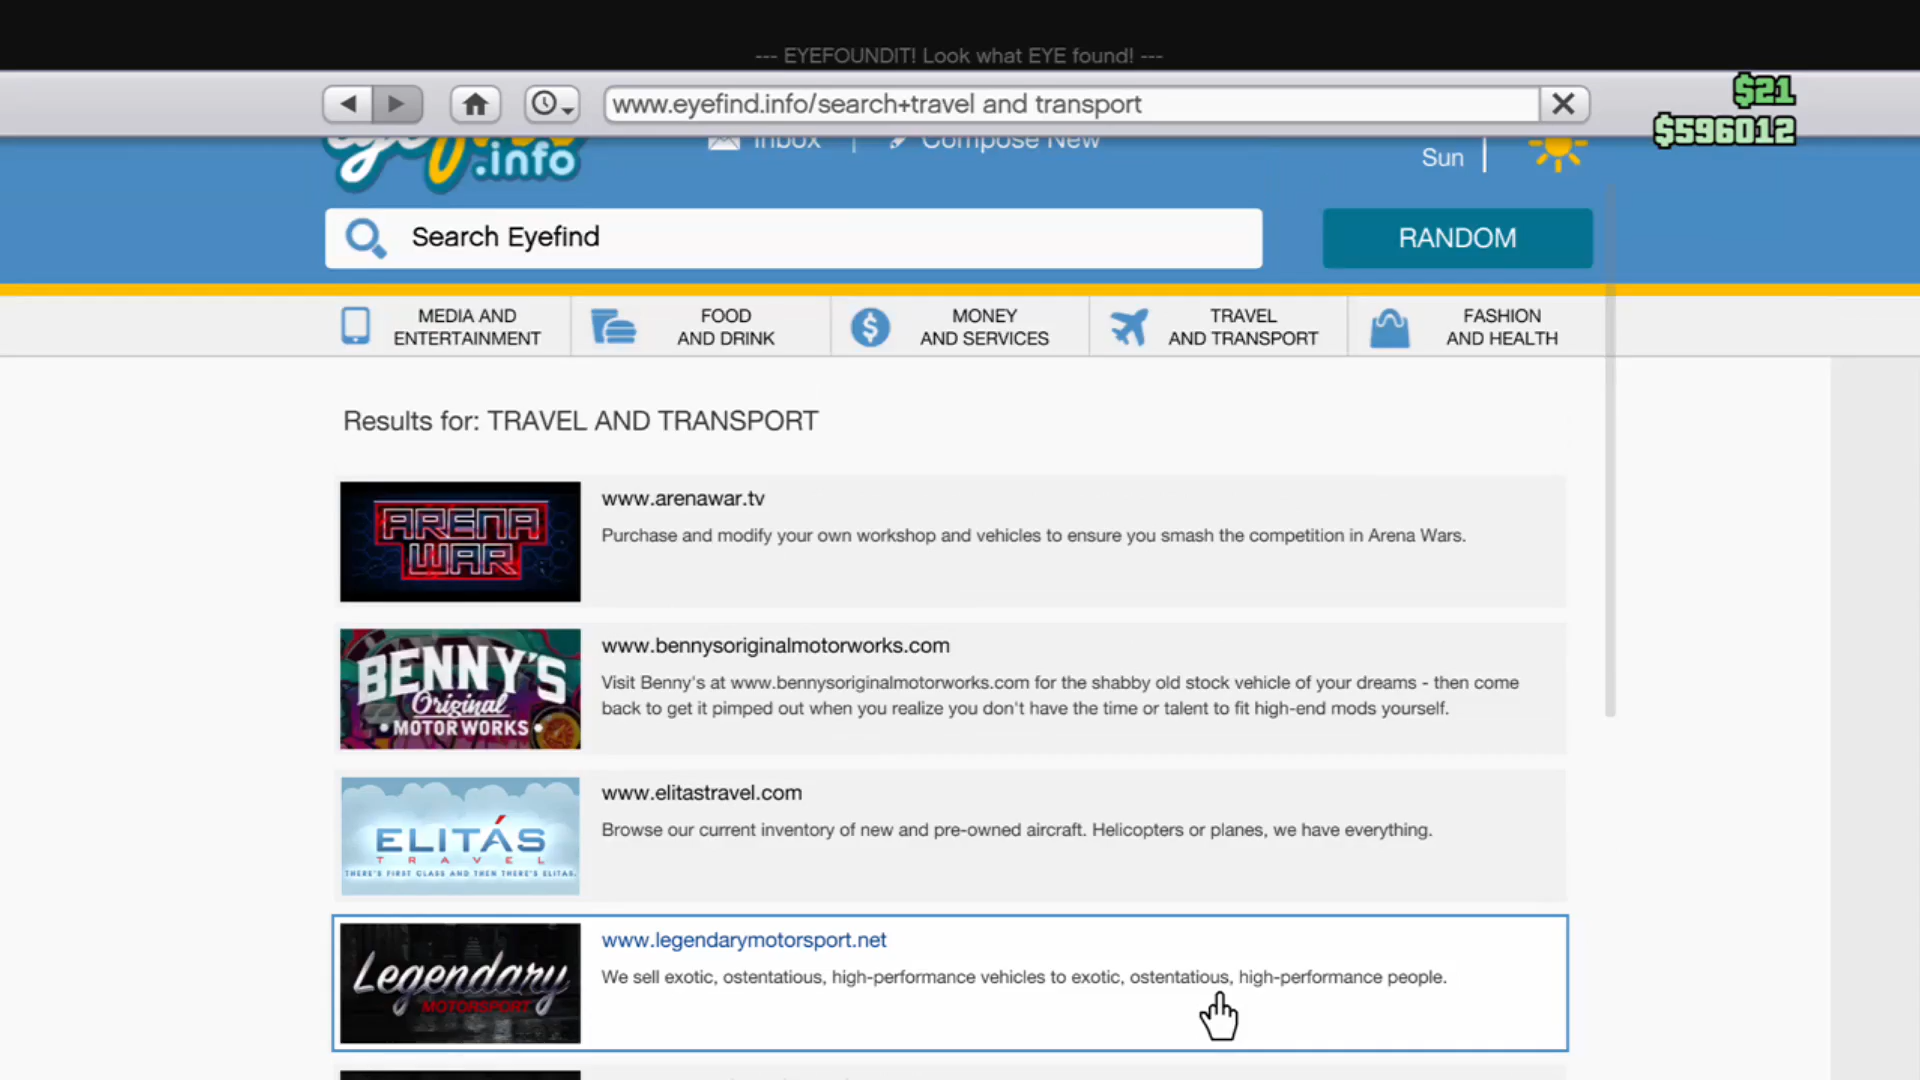 --- EYEFOUNDIT! Look what EYE found! ---
www.eyefind.info/search+travel and transport
$21
$596012
.info
Inbox | Compose New
Sun
Search Eyefind
RANDOM
MEDIA AND
ENTERTAINMENT
FOOD
AND DRINK
MONEY
AND SERVICES
TRAVEL
AND TRANSPORT
FASHION
AND HEALTH
Results for: TRAVEL AND TRANSPORT
ARENA
WAR
www.arenawar.tv
Purchase and modify your own workshop and vehicles to ensure you smash the competition in Arena Wars.
BENNY'S
Original
MOTOR WORKS
www.bennysoriginalmotorworks.com
Visit Benny's at www.bennysoriginalmotorworks.com for the shabby old stock vehicle of your dreams - then come
back to get it pimped out when you realize you don't have the time or talent to fit high-end mods yourself.
ELITÁS
TRAVEL
THERE'S FIRST CLASS AND THEN THERE'S ELITAS.
www.elitastravel.com
Browse our current inventory of new and pre-owned aircraft. Helicopters or planes, we have everything.
Legendary
MOTORSPORT
www.legendarymotorsport.net
We sell exotic, ostentatious, high-performance vehicles to exotic, ostentatious, high-performance people.